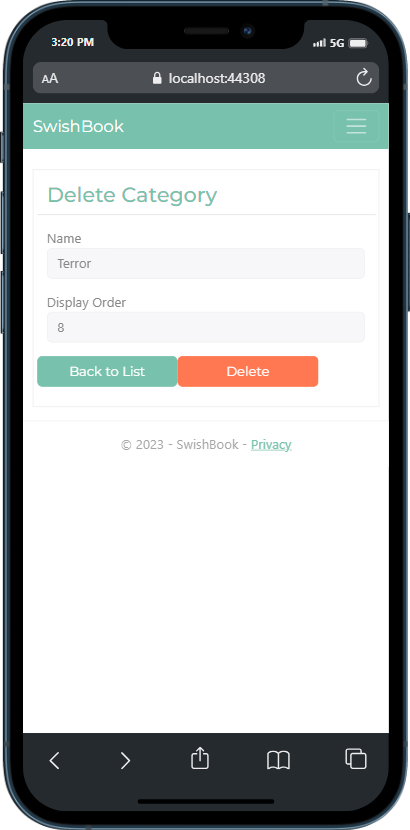 3:20 PM
5G
AA
localhost:44308
SwishBook
Delete Category
Name
Terror
Display Order
8
Back to List
Delete
© 2023 - SwishBook - Privacy